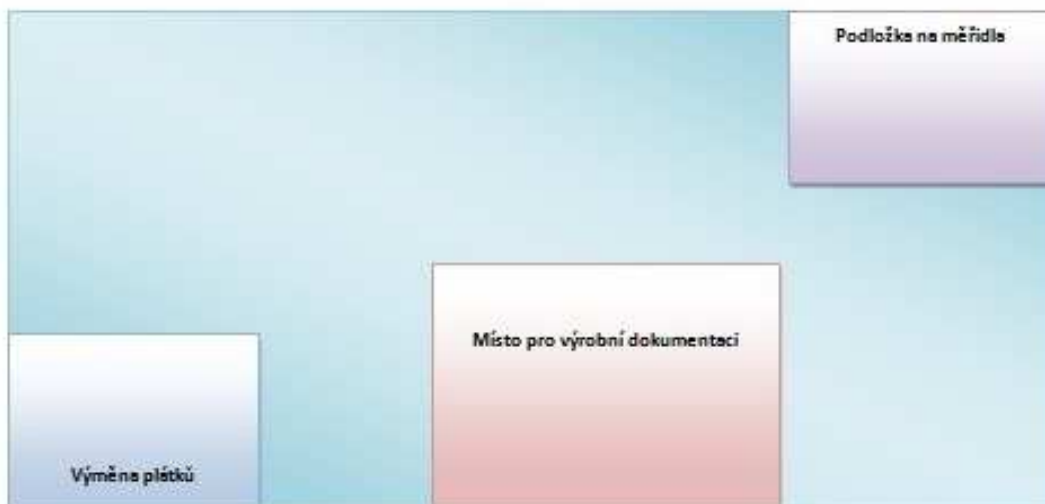 Podložka na měřidla
Místo pro výrobní dokumentaci
Výměna plátků